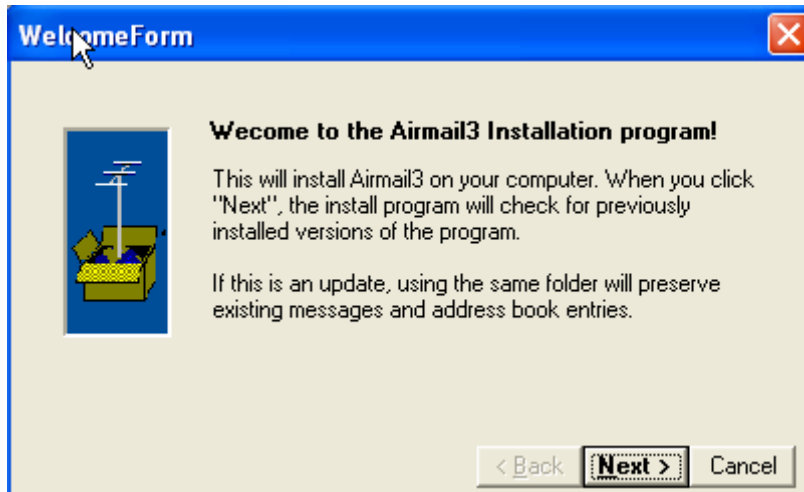 WelcomeForm
Wecome to the Airmail3 Installation program!
This will install Airmail3 on your computer. When you click
"Next", the install program will check for previously
installed versions of the program.
If this is an update, using the same folder will preserve
existing messages and address book entries.
< Back Next > Cancel